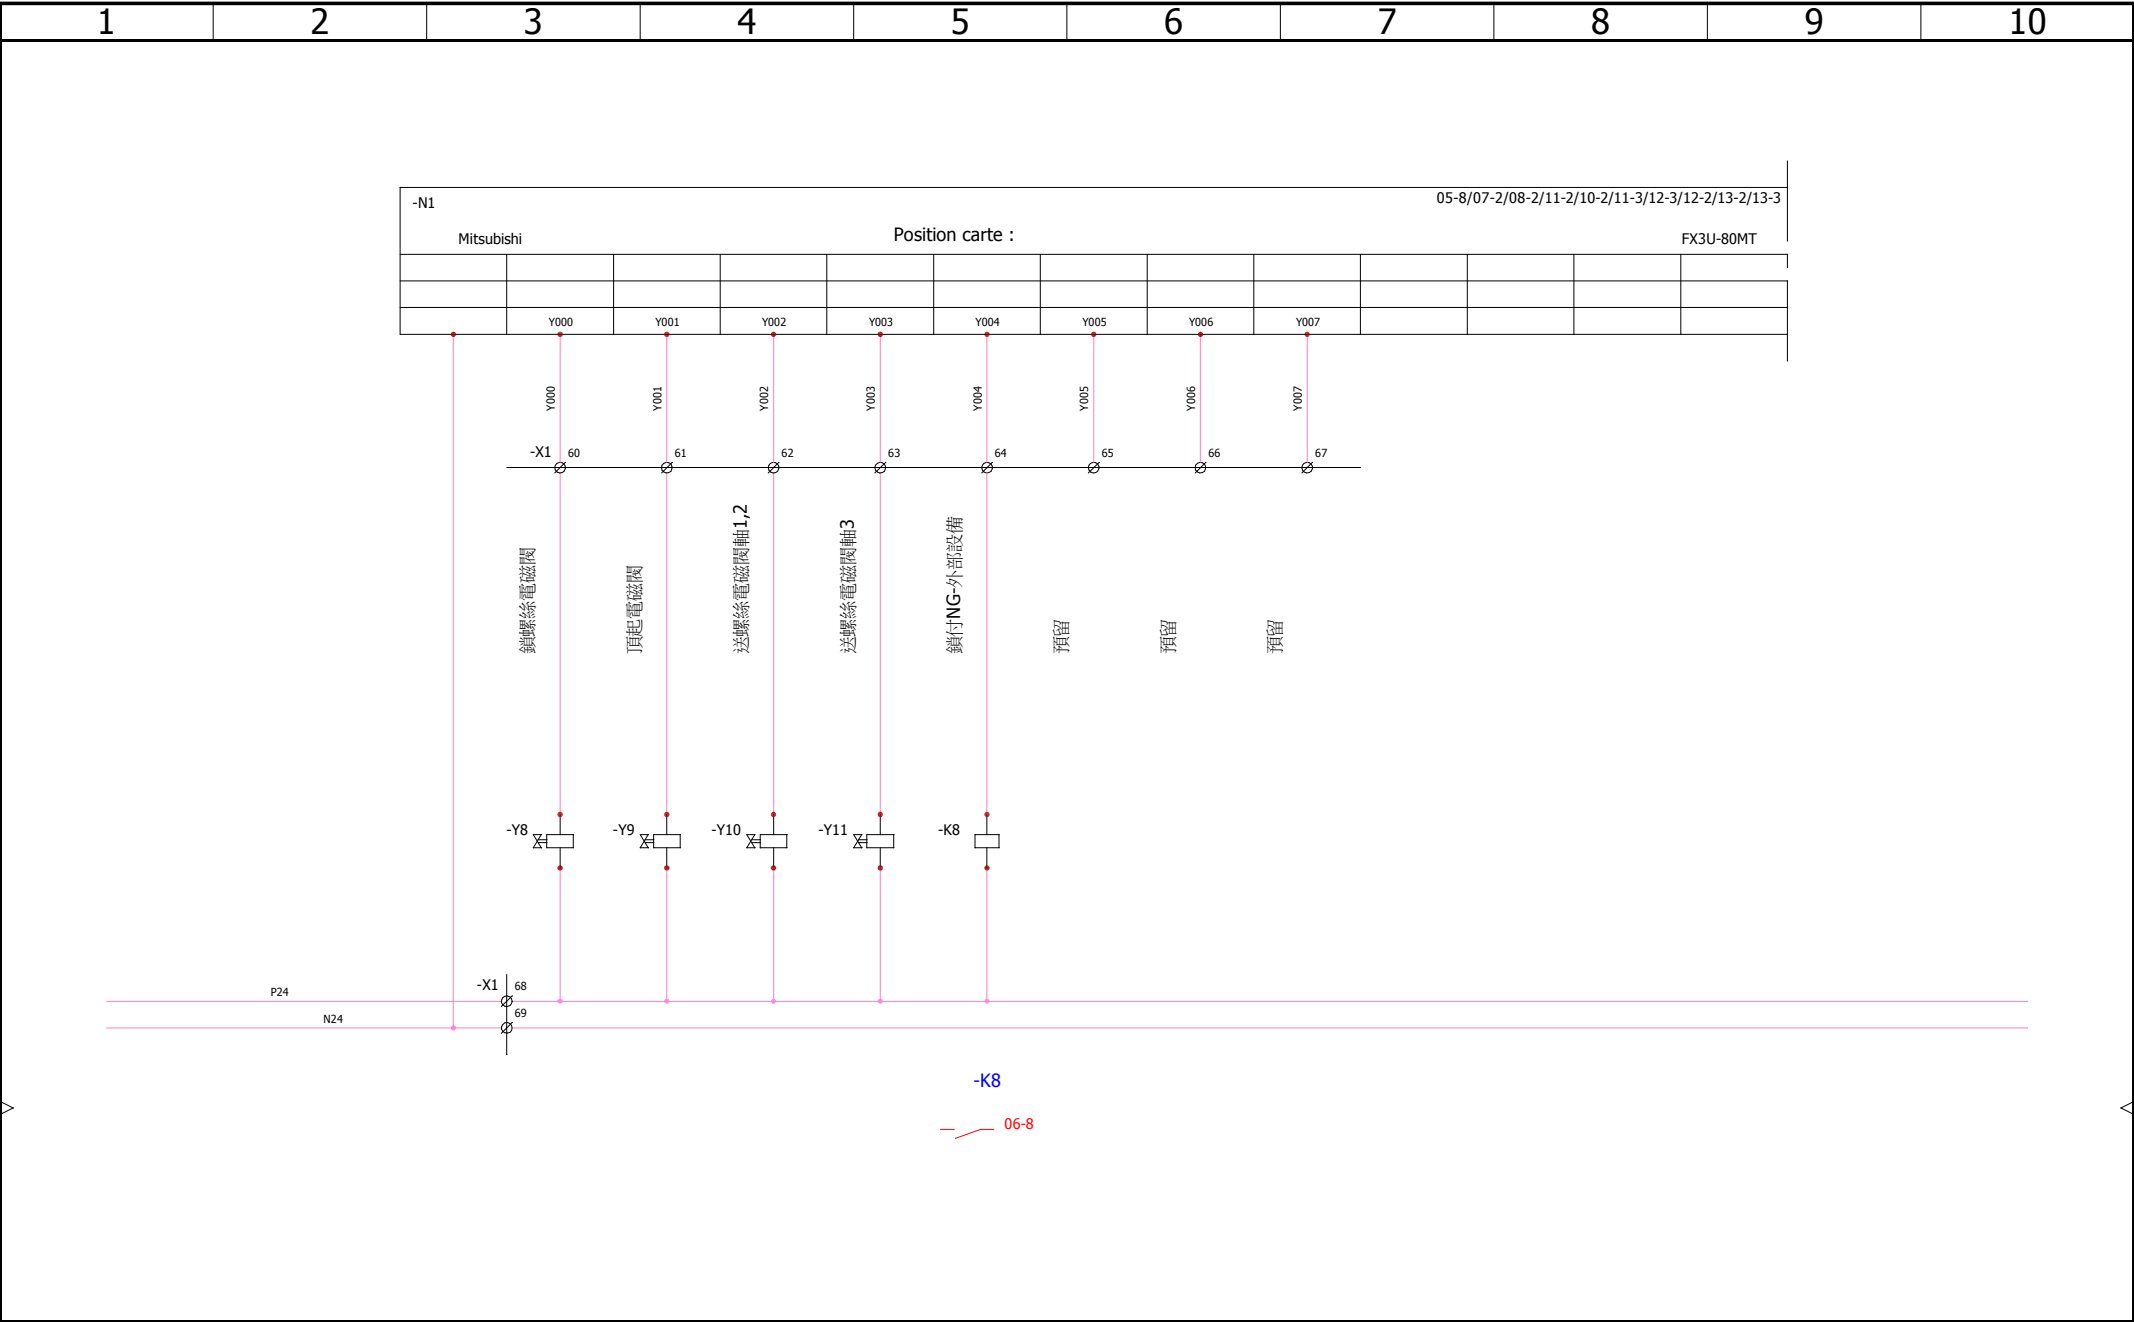 1 2 3 4 5 6 7 8 9 10
-N1 05-8/07-2/08-2/11-2/10-2/11-3/12-3/12-2/13-2/13-3
Mitsubishi Position carte : FX3U-80MT
Y000 Y001 Y002 Y003 Y004 Y005 Y006 Y007
Y000 Y001 Y002 Y003 Y004 Y005 Y006 Y007
-X1 60 61 62 63 64 65 66 67
鎖螺絲電磁閥
頂起電磁閥
送螺絲電磁閥軸1,2
送螺絲電磁閥軸3
鎖付NG-外部設備
預留
預留
預留
-Y8 -Y9 -Y10 -Y11 -K8
P24 -X1 68
N24 69
-K8
06-8